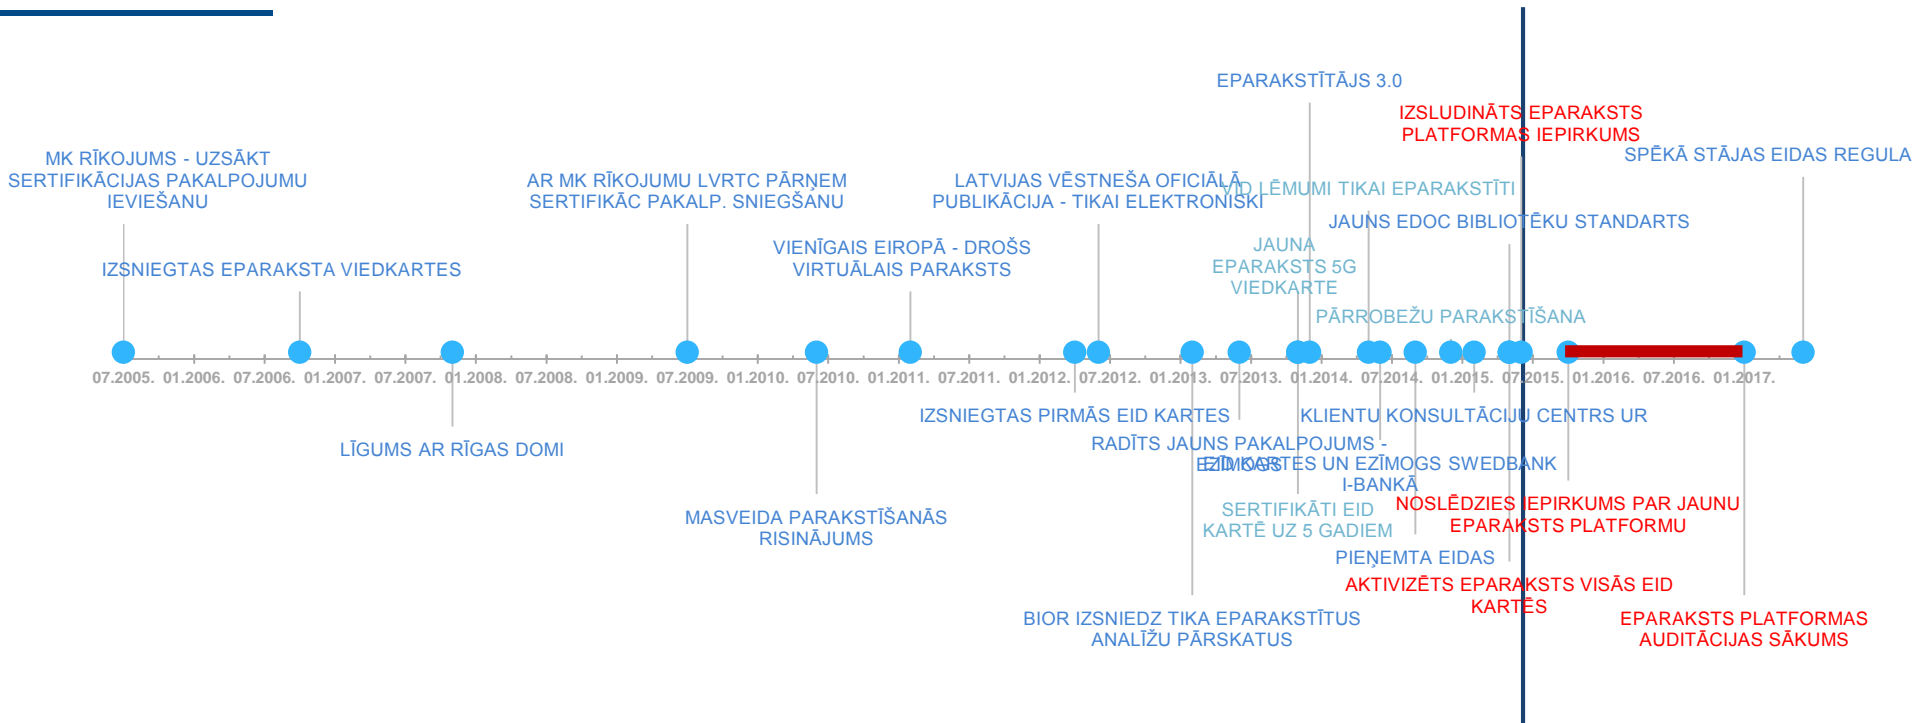 EPARAKSTĪTĀJS 3.0
IZSLUDINĀTS EPARAKSTS
PLATFORMAS IEPIRKUMS
MK RĪKOJUMS - UZSĀKT
SERTIFIKĀCIJAS PAKALPOJUMU
IEVIEŠANU
AR MK RĪKOJUMU LVRTC PĀRŅEM
SERTIFIKĀC PAKALP. SNIEGŠANU
LATVIJAS VĒSTNEŠA OFICIĀLĀ
PUBLIKĀCIJA - TIKAI ELEKTRONISKI
VID LĒMUMI TIKAI EPARAKSTĪTI
SPĒKĀ STĀJAS EIDAS REGULA
JAUNS EDOC BIBLIOTĒKU STANDARTS
IZSNIEGTAS EPARAKSTA VIEDKARTES
VIENĪGAIS EIROPĀ - DROŠS
VIRTUĀLAIS PARAKSTS
JAUNA
EPARAKSTS 5G
VIEDKARTE
PĀRROBEŽU PARAKSTĪŠANA
07.2005. 01.2006. 07.2006. 01.2007. 07.2007. 01.2008. 07.2008. 01.2009. 07.2009. 01.2010. 07.2010. 01.2011. 07.2011. 01.2012. 07.2012. 01.2013. 07.2013. 01.2014. 07.2014. 01.2015. 07.2015. 01.2016. 07.2016. 01.2017.
IZSNIEGTAS PIRMĀS EID KARTES
KLIENTU KONSULTĀCIJU CENTRS UR
LĪGUMS AR RĪGAS DOMI
RADĪTS JAUNS PAKALPOJUMS -
EZĪMOGS
EID KARTES UN EZĪMOGS SWEDBANK
I-BANKĀ
MASVEIDA PARAKSTĪŠANĀS
RISINĀJUMS
SERTIFIKĀTI EID
KARTĒ UZ 5 GADIEM
NOSLĒDZIES IEPIRKUMS PAR JAUNU
EPARAKSTS PLATFORMU
PIEŅEMTA EIDAS
AKTIVIZĒTS EPARAKSTS VISĀS EID
KARTĒS
BIOR IZSNIEDZ TIKA EPARAKSTĪTUS
ANALĪŽU PĀRSKATUS
EPARAKSTS PLATFORMAS
AUDITĀCIJAS SĀKUMS